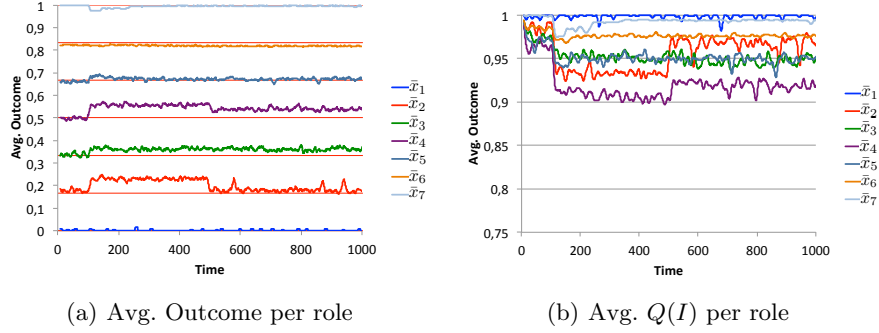 1
0,9
0,8
0,7
0,6
0,5
0,4
0,3
0,2
0,1
0
0 200 400 600 800 1000
Avg. Outcome
Time
x̄1
x̄2
x̄3
x̄4
x̄5
x̄6
x̄7
(a) Avg. Outcome per role
1
0,95
0,9
0,85
0,8
0,75
0 200 400 600 800 1000
Avg. Outcome
Time
x̄1
x̄2
x̄3
x̄4
x̄5
x̄6
x̄7
(b) Avg. Q(I) per role